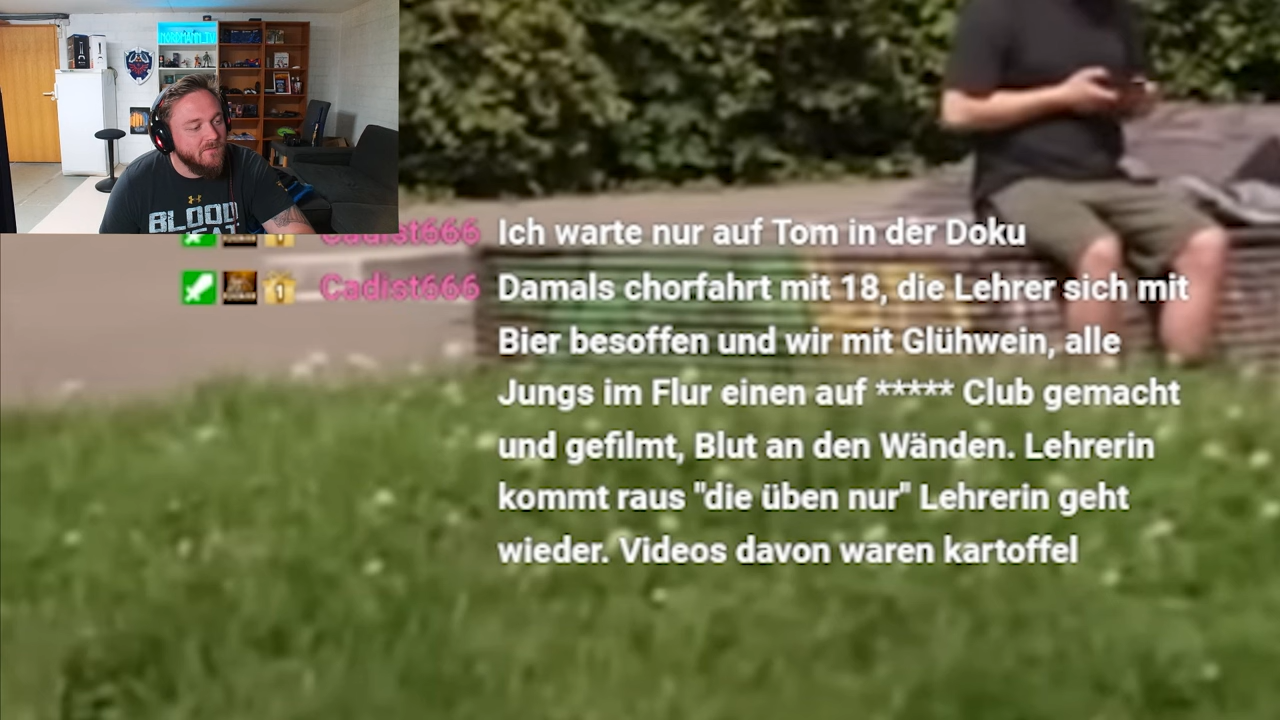 BLOOD
Cadist666 Ich warte nur auf Tom in der Doku
Cadist666 Damals chorfahrt mit 18, die Lehrer sich mit
Bier besoffen und wir mit Glühwein, alle
Jungs im Flur einen auf ***** Club gemacht
und gefilmt, Blut an den Wänden. Lehrerin
kommt raus "die üben nur" Lehrerin geht
wieder. Videos davon waren kartoffel